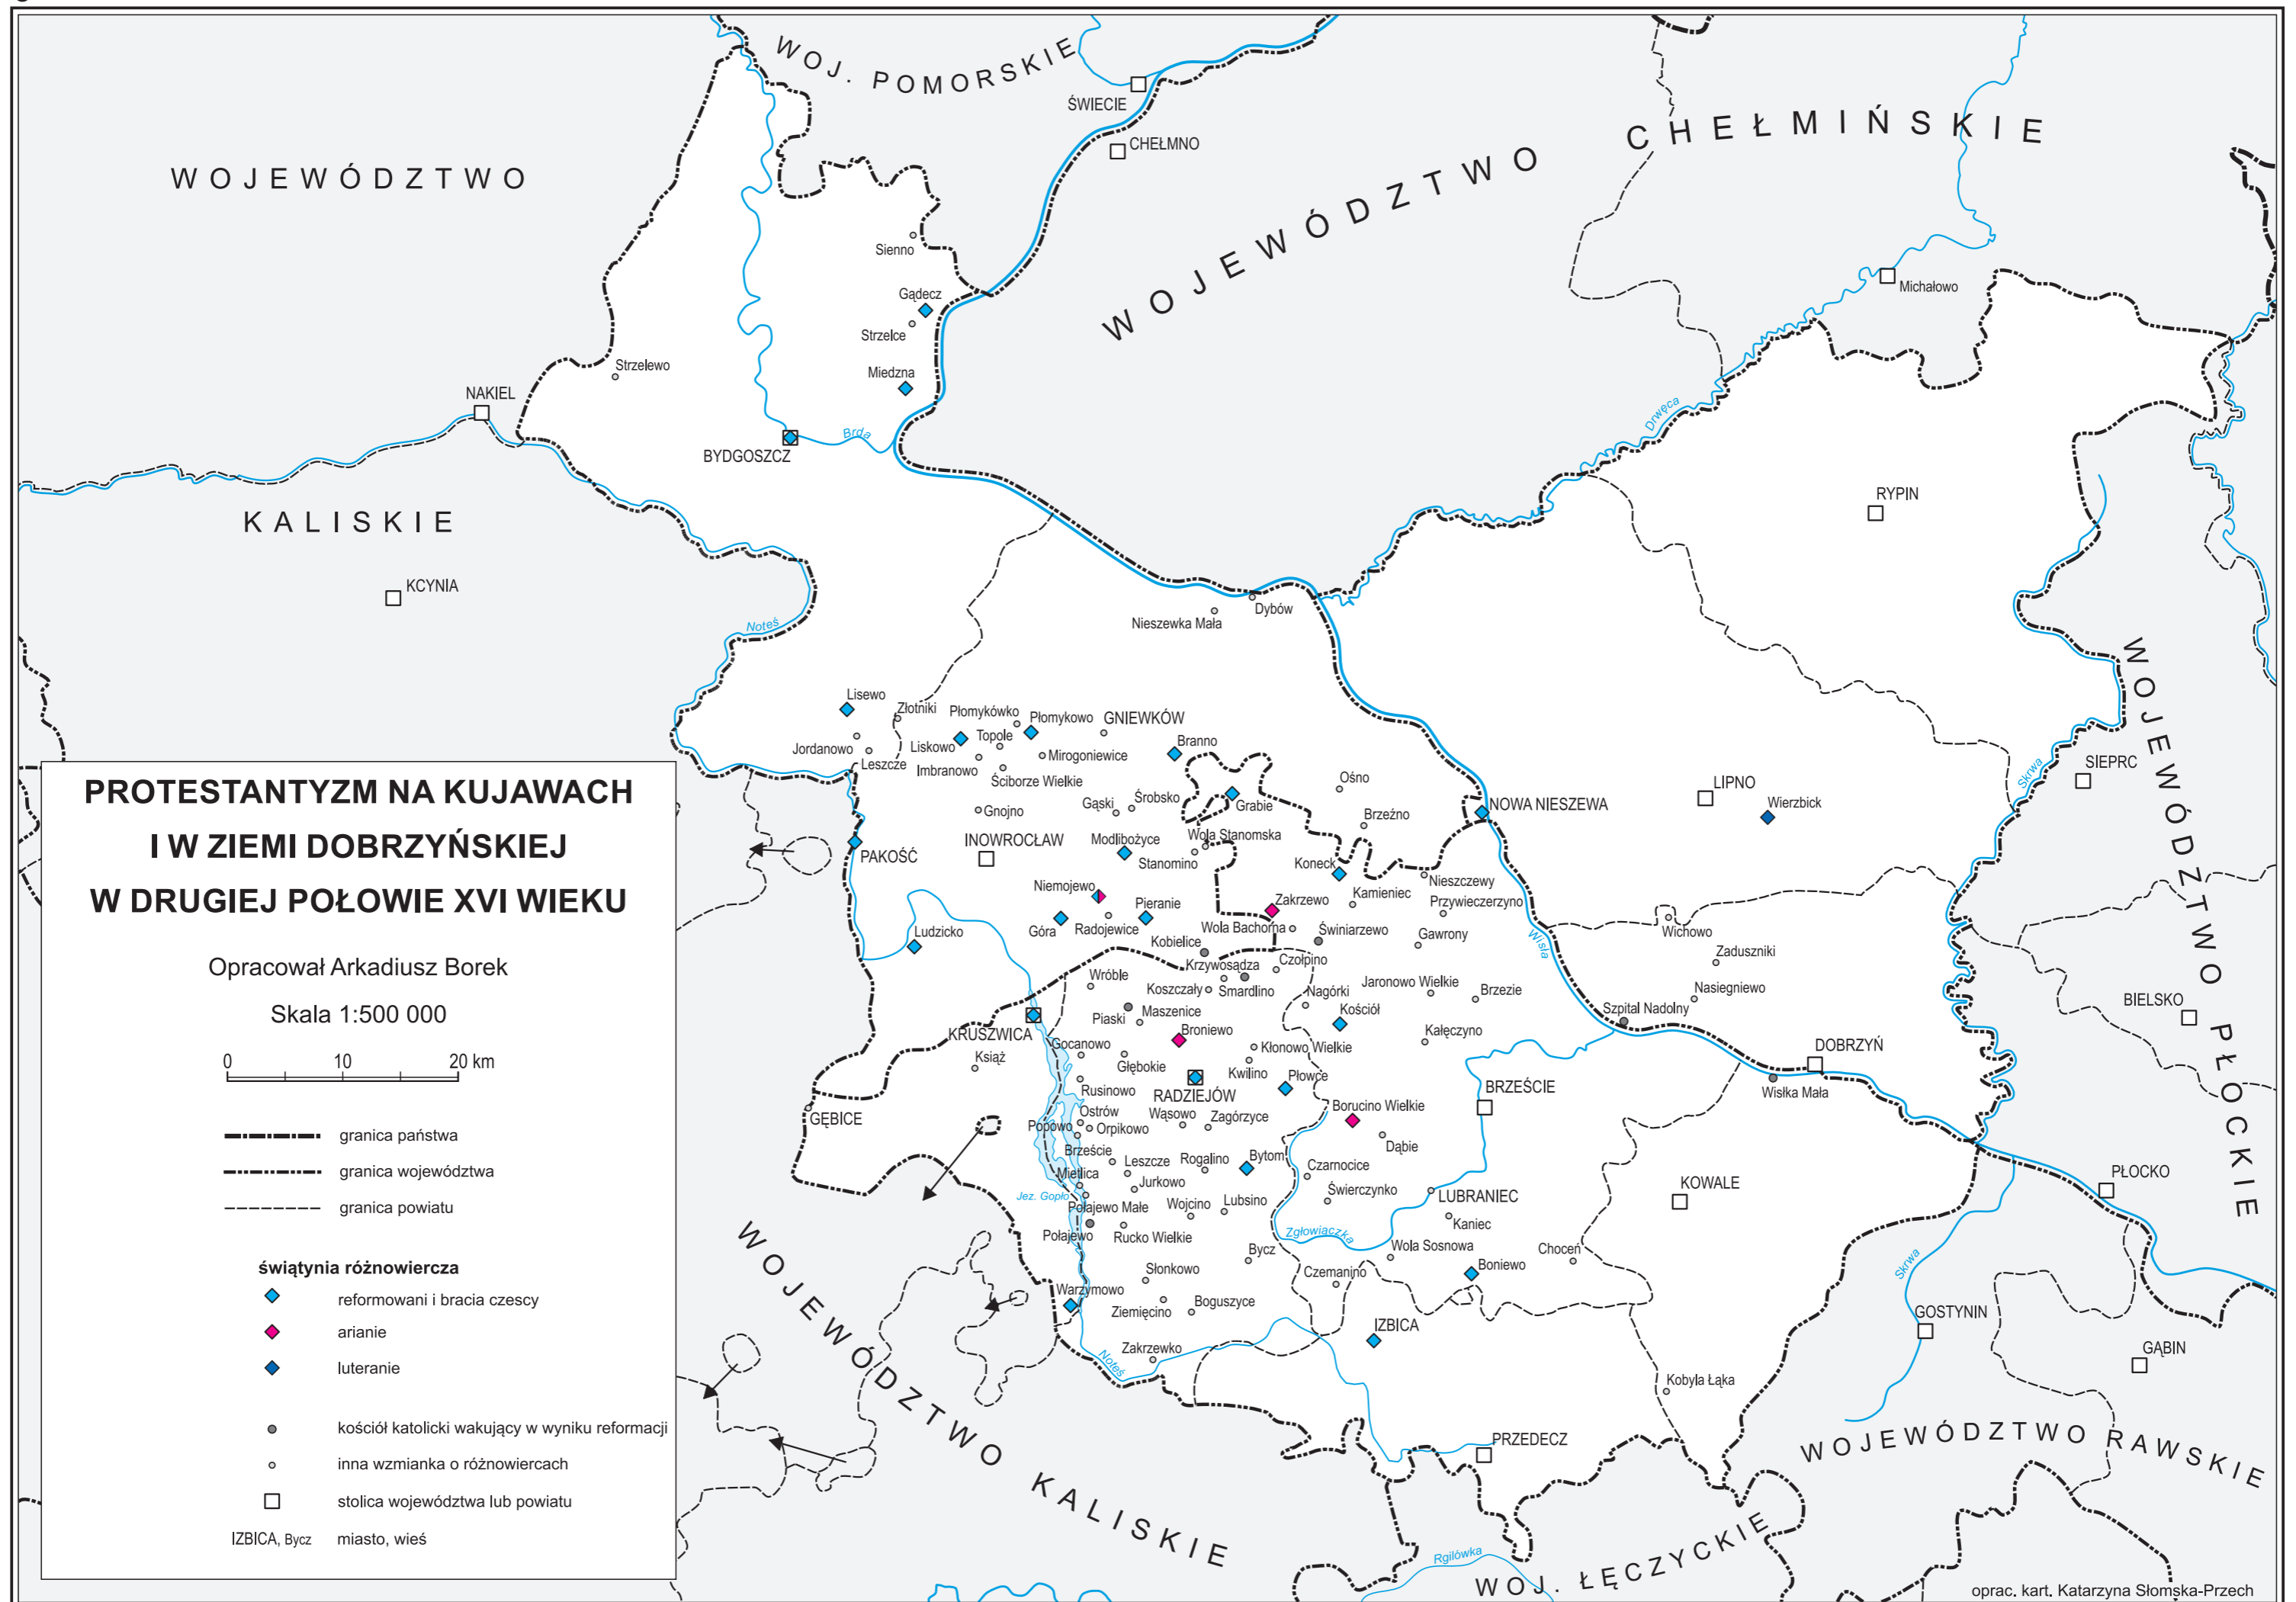 WOJ. POMORSKIE
ŚWIECIE
CHEŁMNO
WOJEWÓDZTWO CHEŁMIŃSKIE
WOJEWÓDZTWO
KALISKIE
Sienno
Gądecz
Strzelce
Miedzna
Strzelewo
NAKIEL
BYDGOSZCZ
Brda
Michałowo
Drwęca
RYPIN
KCYNIA
Noteś
Nieszewka Mała
Dybów
Lisewo
Złotniki
Płomykówko
Płomykowo
GNIEWKÓW
Jordanowo
Leszcze
Liskowo
Topole
Mirogoniewice
Branno
Imbranowo
Ściborze Wielkie
Gnojno
Gąski
Śrobsko
Grabie
Ośno
Brzeźno
NOWA NIESZEWA
LIPNO
Wierzbick
SIEPRC
Skrwa
WOJEWÓDZTWO PŁOCKIE
PROTESTANTYZM NA KUJAWACH
I W ZIEMI DOBRZYŃSKIEJ
W DRUGIEJ POŁOWIE XVI WIEKU
Opracował Arkadiusz Borek
Skala 1:500 000
0 10 20 km
granica państwa
granica województwa
granica powiatu
świątynia różnowiercza
reformowani i bracia czescy
arianie
luteranie
kościół katolicki wakujący w wyniku reformacji
inna wzmianka o różnowiercach
stolica województwa lub powiatu
IZBICA, Bycz miasto, wieś
PAKOŚĆ
INOWROCŁAW
Modlibożyce
Wola Stanomska
Stanomino
Koneck
Nieszczewy
Kamieniec
Przywieczerzyno
Niemojewo
Pieranie
Zakrzewo
Góra
Radojewice
Wola Bachorna
Świniarzewo
Gawrony
Wisła
Wichowo
Zaduszniki
Ludzicko
Kobielice
Krzywosądza
Czołpino
Wróble
Koszczały
Smardlino
Nagórki
Jaronowo Wielkie
Brzezie
Nasiegniewo
Szpital Nadolny
BIELSKO
Piaski
Maszenice
Broniewo
Kościół
Kałęczyno
KRUSZWICA
Gocanowo
Książ
Głębokie
Kłonowo Wielkie
Kwilino
Płowce
DOBRZYŃ
Wiska Mała
Rusinowo
RADZIEJÓW
BRZEŚCIE
GĘBICE
Ostrów
Wąsowo
Zagórzyce
Borucino Wielkie
Popowo
Orpikowo
Dąbie
Brzeście
Leszcze
Rogalino
Bytom
Czarnocice
Mietlica
Jurkowo
Świerczynko
LUBRANIEC
KOWALE
PŁOCKO
Jez. Gopło
Połajewo Małe
Wojcino
Lubsino
Kaniec
Połajewo
Rucko Wielkie
Zgłowiączka
Wola Sosnowa
Choceń
Bycz
Słonkowo
Czemanino
Boniewo
Warzymowo
Ziemięcino
Boguszyce
Skrwa
GOSTYNIN
IZBICA
GĄBIN
Zakrzewko
Noteś
Kobyla Łąka
WOJEWÓDZTWO KALISKIE
PRZEDECZ
WOJEWÓDZTWO RAWSKIE
Rgilówka
WOJ. ŁĘCZYCKIE
oprac. kart. Katarzyna Słomska-Przech